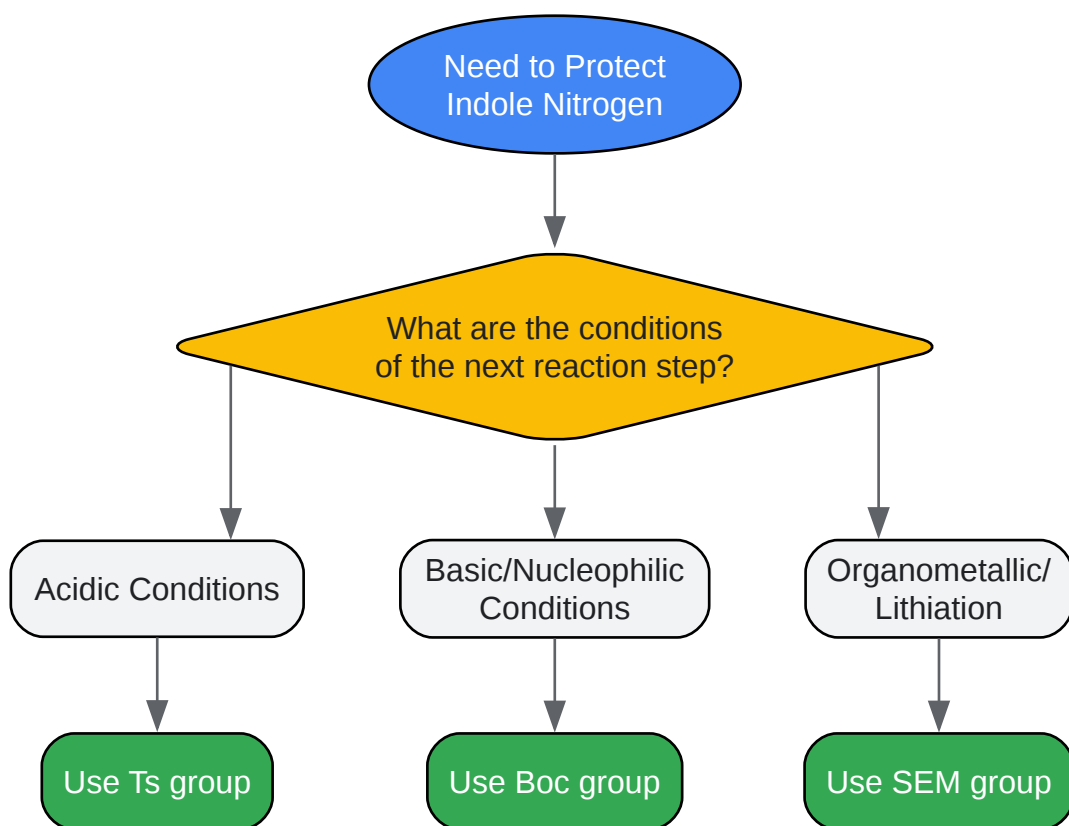 Need to Protect
Indole Nitrogen
What are the conditions
of the next reaction step?
Acidic Conditions
Basic/Nucleophilic
Conditions
Organometallic/
Lithiation
Use Ts group
Use Boc group
Use SEM group